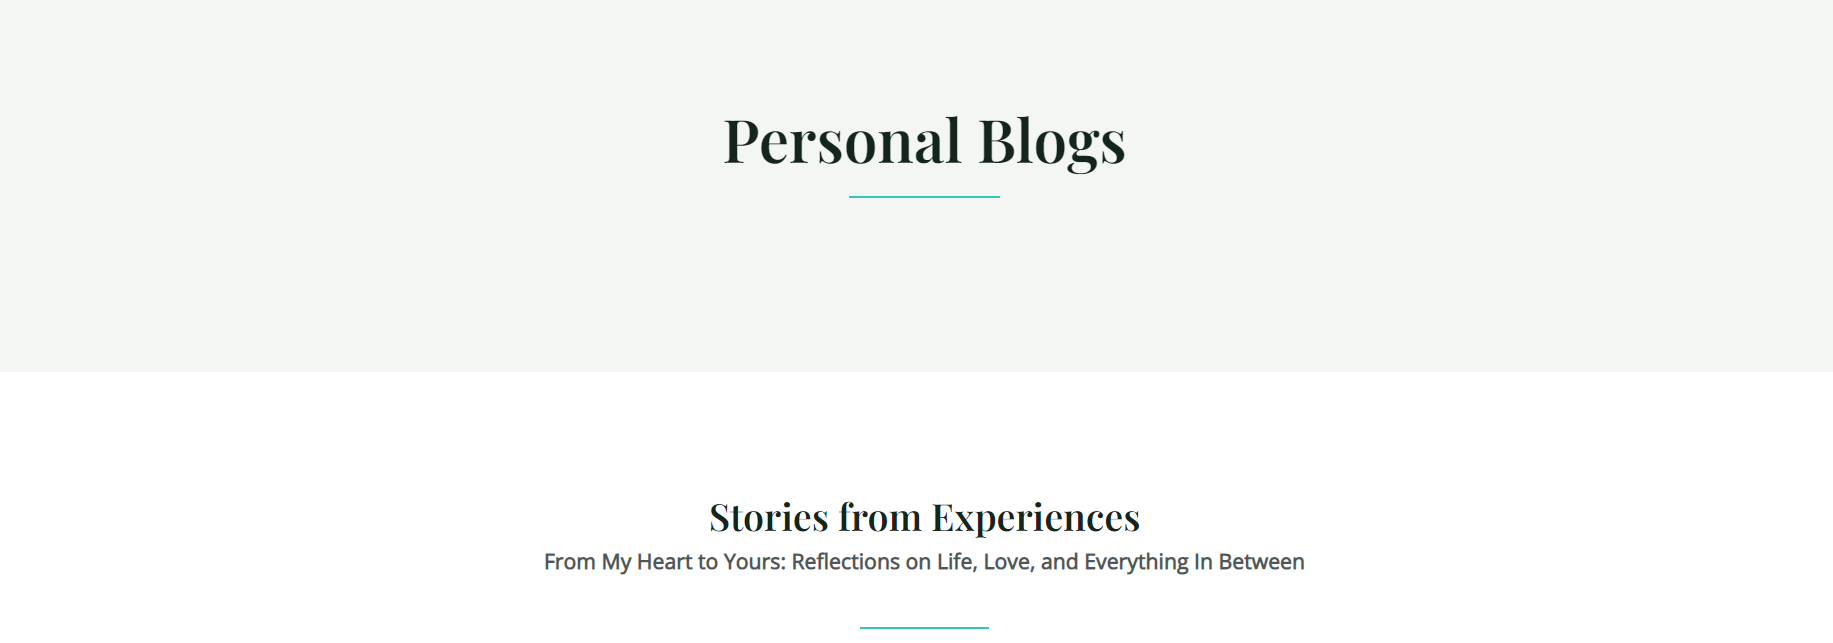 Personal Blogs
Stories from Experiences
From My Heart to Yours: Reflections on Life, Love, and Everything In Between